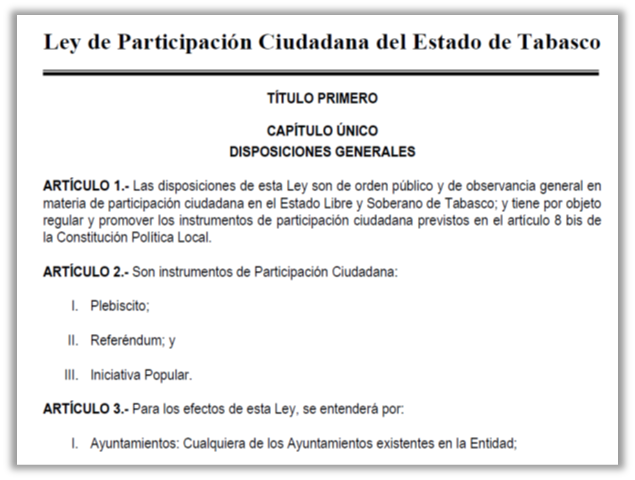 Ley de Participación Ciudadana del Estado de Tabasco
TÍTULO PRIMERO
CAPÍTULO ÚNICO
DISPOSICIONES GENERALES
ARTÍCULO 1.- Las disposiciones de esta Ley son de orden público y de observancia general en
materia de participación ciudadana en el Estado Libre y Soberano de Tabasco; y tiene por objeto
regular y promover los instrumentos de participación ciudadana previstos en el artículo 8 bis de
la Constitución Política Local.
ARTÍCULO 2.- Son instrumentos de Participación Ciudadana:
I. Plebiscito;
II. Referéndum; y
III. Iniciativa Popular.
ARTÍCULO 3.- Para los efectos de esta Ley, se entenderá por:
I. Ayuntamientos: Cualquiera de los Ayuntamientos existentes en la Entidad;